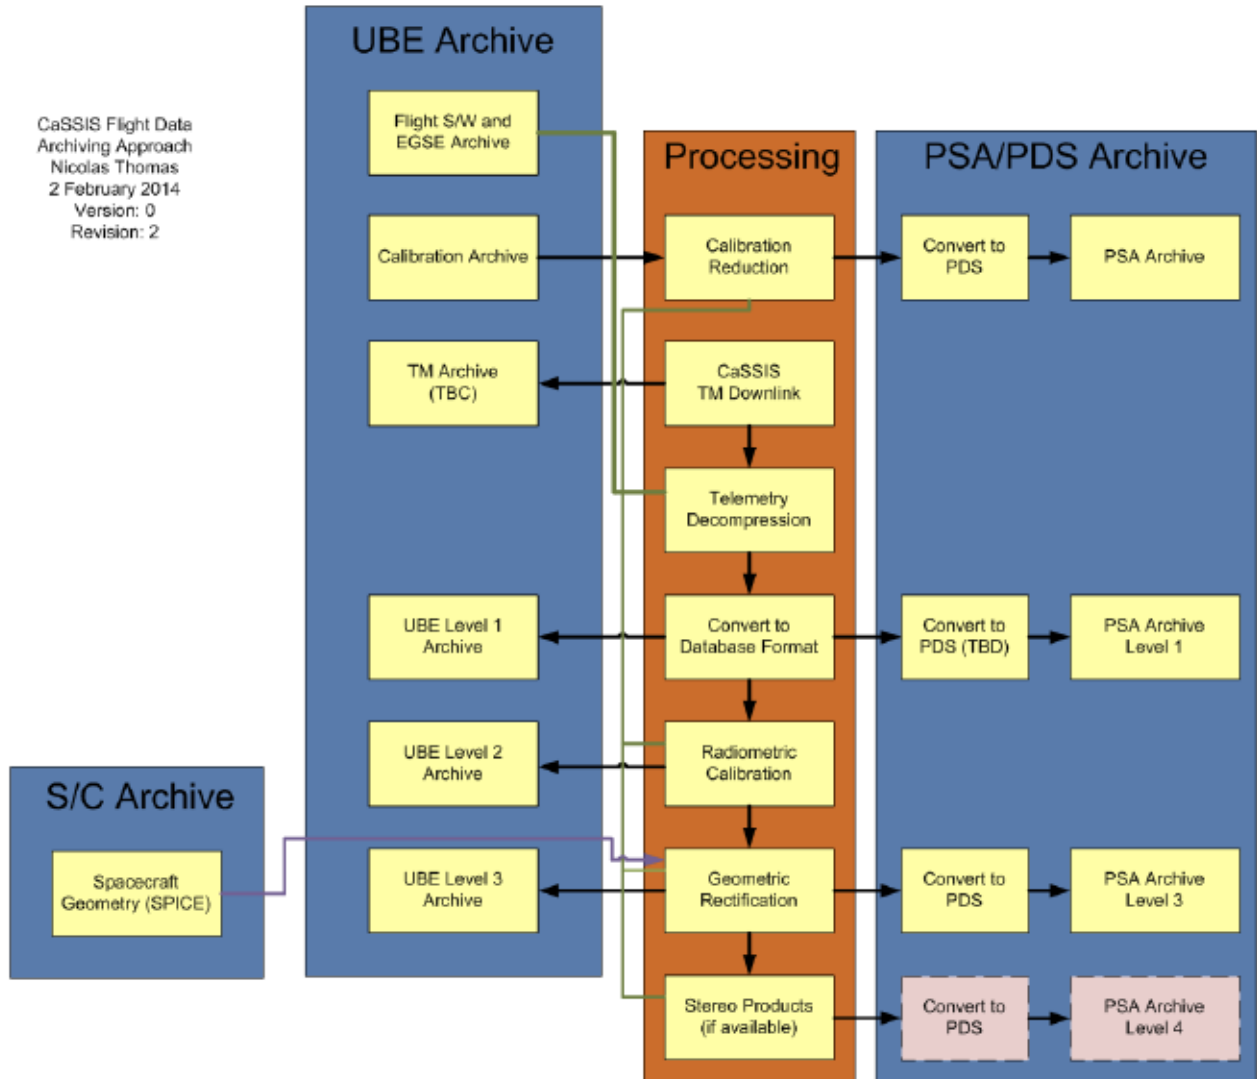 CaSSIS Flight Data
Archiving Approach
Nicolas Thomas
2 February 2014
Version: 0
Revision: 2
UBE Archive
Flight S/W and
EGSE Archive
Calibration Archive
TM Archive
(TBC)
UBE Level 1
Archive
UBE Level 2
Archive
UBE Level 3
Archive
S/C Archive
Spacecraft
Geometry (SPICE)
Processing
Calibration
Reduction
CaSSIS
TM Downlink
Telemetry
Decompression
Convert to
Database Format
Radiometric
Calibration
Geometric
Rectification
Stereo Products
(if available)
PSA/PDS Archive
Convert to
PDS
PSA Archive
Convert to
PDS (TBD)
PSA Archive
Level 1
Convert to
PDS
PSA Archive
Level 3
Convert to
PDS
PSA Archive
Level 4